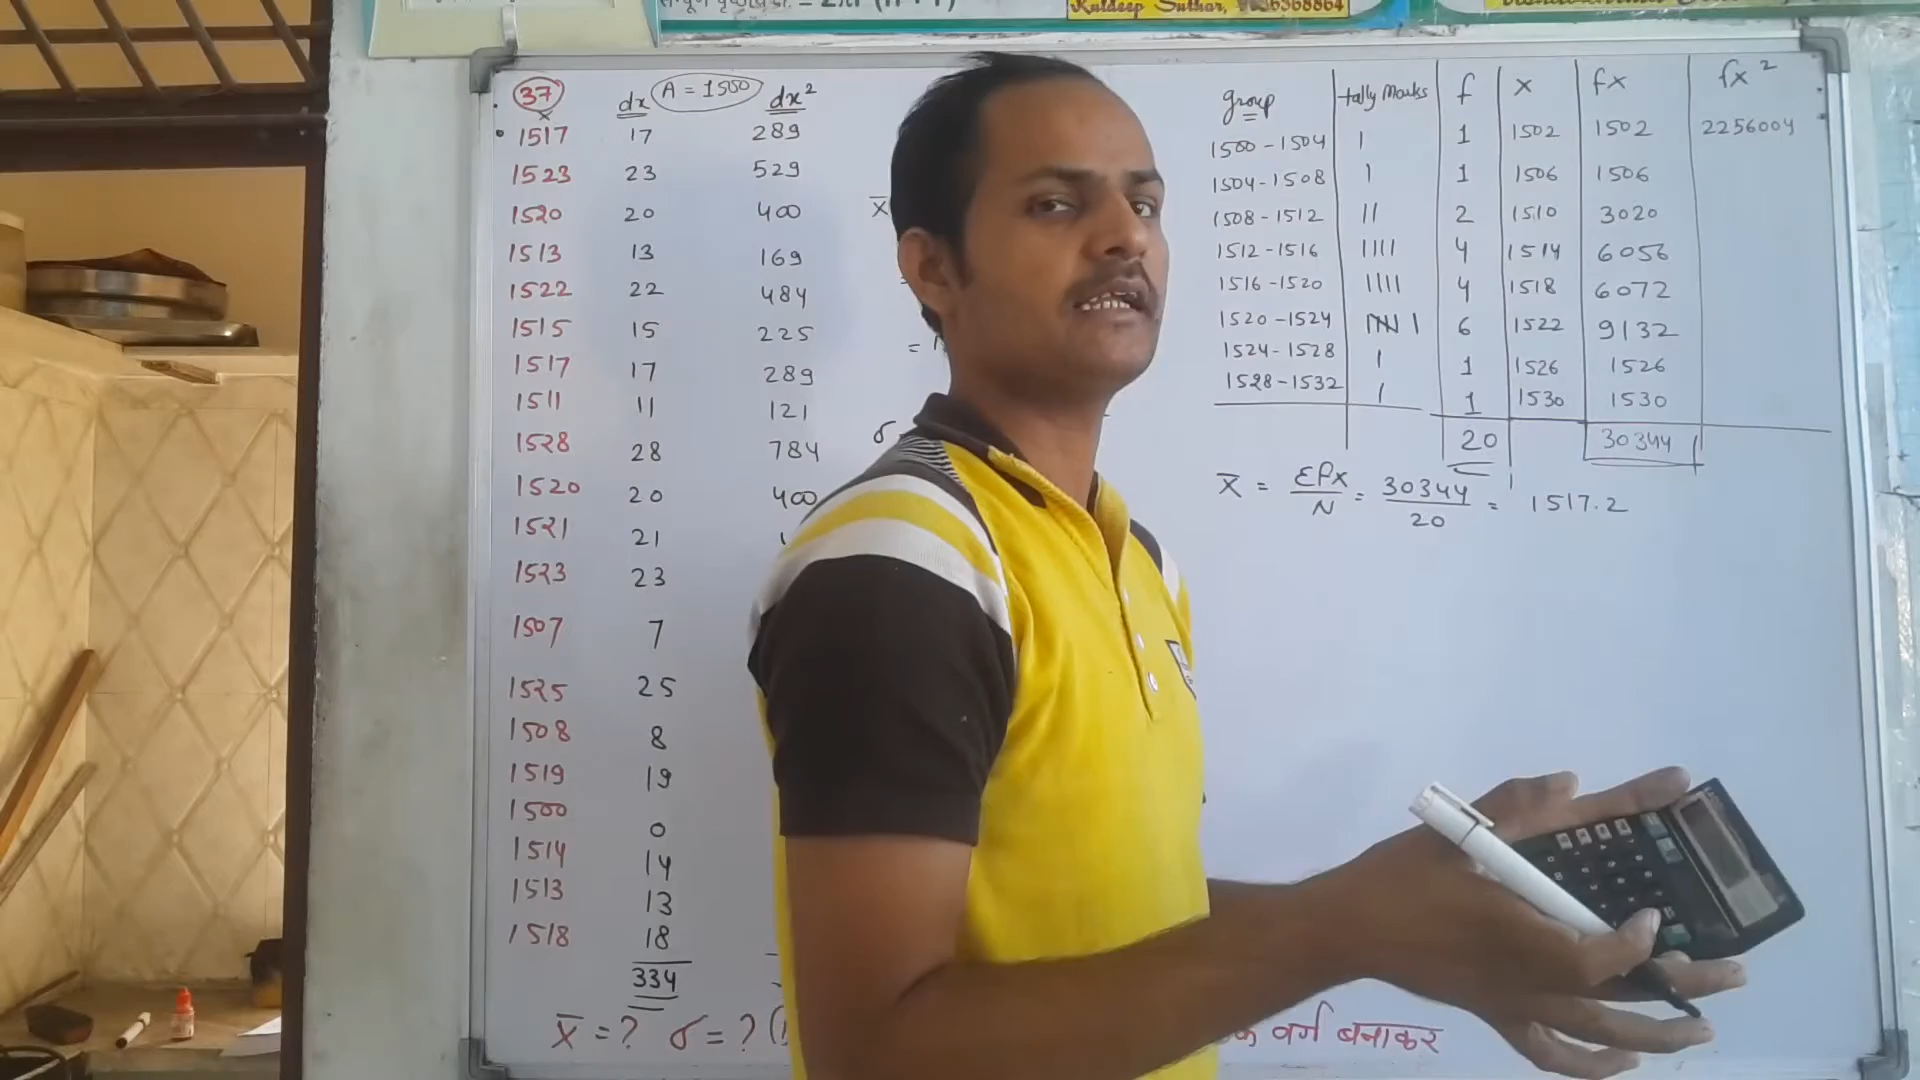 Kuldeep Suthar,
37
x dx A = 1500 dx²
1517 17 289
1523 23 529
1520 20 400
1513 13 169
1522 22 484
1515 15 225
1517 17 289
1511 11 121
1528 28 784
1520 20 400
1521 21
1523 23
1507 7
1525 25
1508 8
1519 19
1500 0
1514 14
1513 13
1518 18
334
x̄ = ? σ = ?
वर्ग बनाकर
x̄
=
σ
group tally Marks f x fx fx²
1500-1504 | 1 1502 1502 2256004
1504-1508 | 1 1506 1506
1508-1512 || 2 1510 3020
1512-1516 |||| 4 1514 6056
1516-1520 |||| 4 1518 6072
1520-1524 |||| | 6 1522 9132
1524-1528 | 1 1526 1526
1528-1532 | 1 1530 1530
20 30344
x̄ = Σfx/N = 30344/20 = 1517.2